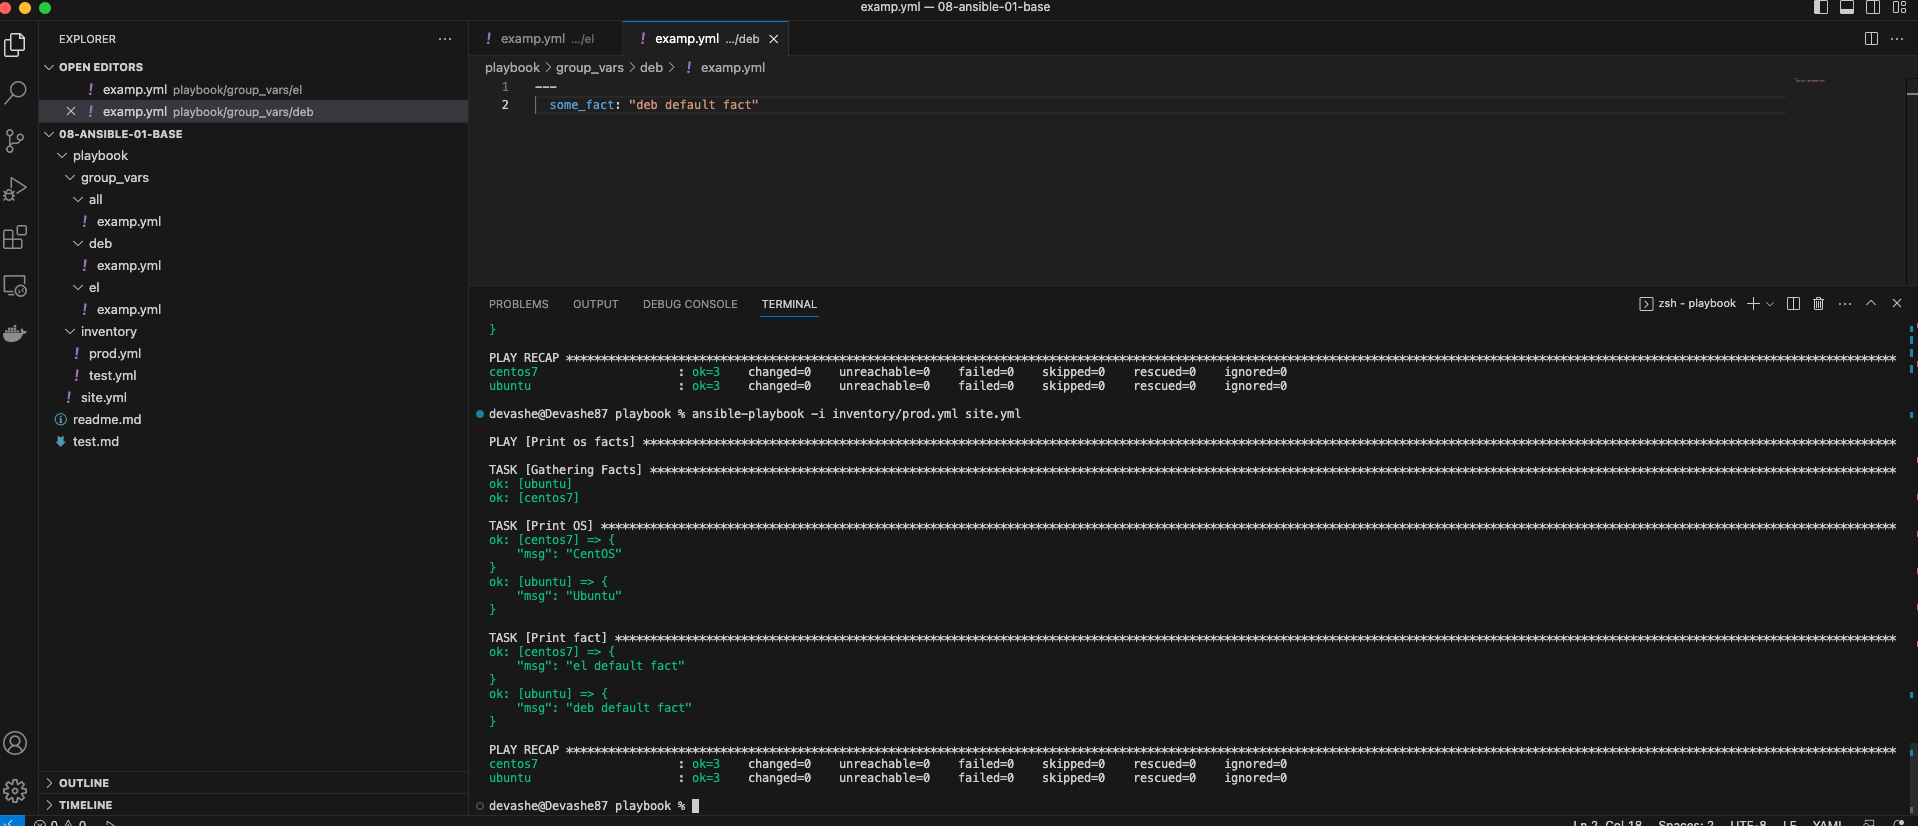 examp.yml — 08-ansible-01-base
EXPLORER
OPEN EDITORS
examp.yml playbook/group_vars/el
examp.yml playbook/group_vars/deb
08-ANSIBLE-01-BASE
playbook
group_vars
all
examp.yml
deb
examp.yml
el
examp.yml
inventory
prod.yml
test.yml
site.yml
readme.md
test.md
OUTLINE
TIMELINE
examp.yml .../el
examp.yml .../deb
playbook > group_vars > deb > ! examp.yml
1 ---
2 some_fact: "deb default fact"
PROBLEMS OUTPUT DEBUG CONSOLE TERMINAL
zsh - playbook
}
PLAY RECAP ****************************************************************************************************
centos7 : ok=3 changed=0 unreachable=0 failed=0 skipped=0 rescued=0 ignored=0
ubuntu : ok=3 changed=0 unreachable=0 failed=0 skipped=0 rescued=0 ignored=0
devashe@Devashe87 playbook % ansible-playbook -i inventory/prod.yml site.yml
PLAY [Print os facts] ****************************************************************************************************
TASK [Gathering Facts] ****************************************************************************************************
ok: [ubuntu]
ok: [centos7]
TASK [Print OS] ****************************************************************************************************
ok: [centos7] => {
"msg": "CentOS"
}
ok: [ubuntu] => {
"msg": "Ubuntu"
}
TASK [Print fact] ****************************************************************************************************
ok: [centos7] => {
"msg": "el default fact"
}
ok: [ubuntu] => {
"msg": "deb default fact"
}
PLAY RECAP ****************************************************************************************************
centos7 : ok=3 changed=0 unreachable=0 failed=0 skipped=0 rescued=0 ignored=0
ubuntu : ok=3 changed=0 unreachable=0 failed=0 skipped=0 rescued=0 ignored=0
devashe@Devashe87 playbook %
0 0
Ln 2, Col 18 Spaces: 2 UTF-8 LF YAML